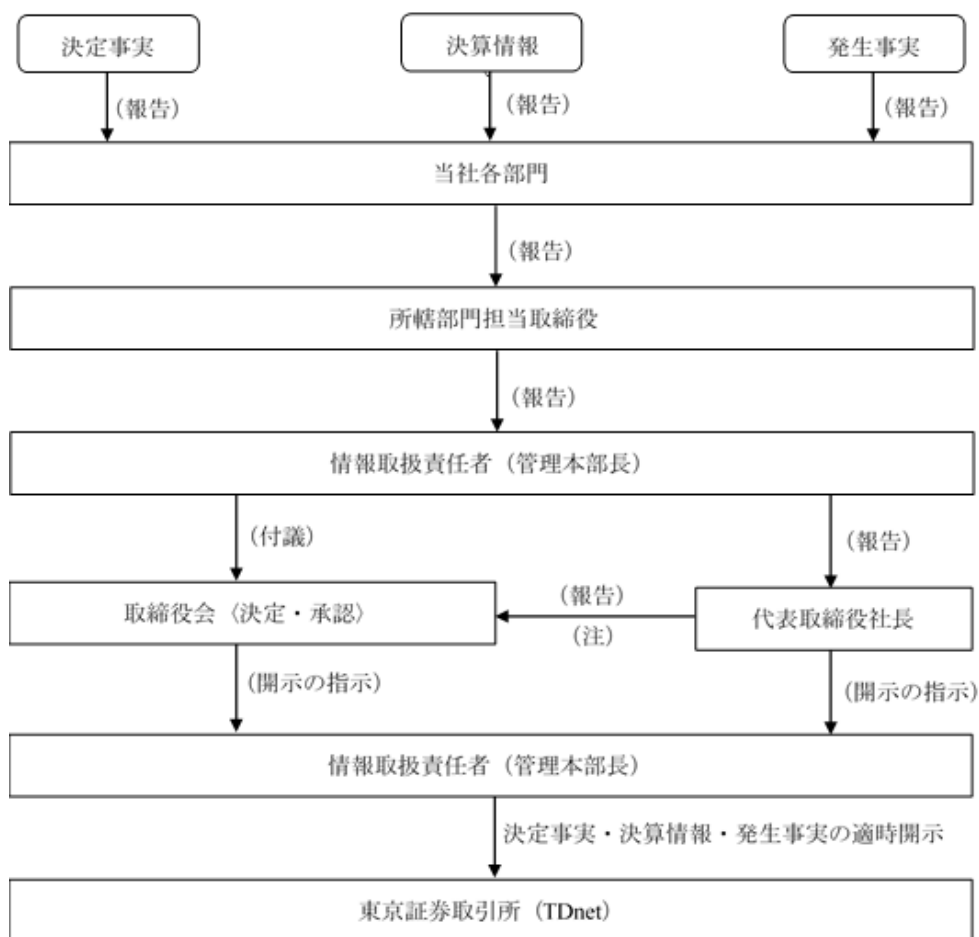 決定事実
決算情報
発生事実
(報告)
(報告)
(報告)
当社各部門
(報告)
所轄部門担当取締役
(報告)
情報取扱責任者（管理本部長）
(付議)
(報告)
取締役会〈決定・承認〉
(報告)
(注)
代表取締役社長
(開示の指示)
(開示の指示)
情報取扱責任者（管理本部長）
決定事実・決算情報・発生事実の適時開示
東京証券取引所（TDnet）